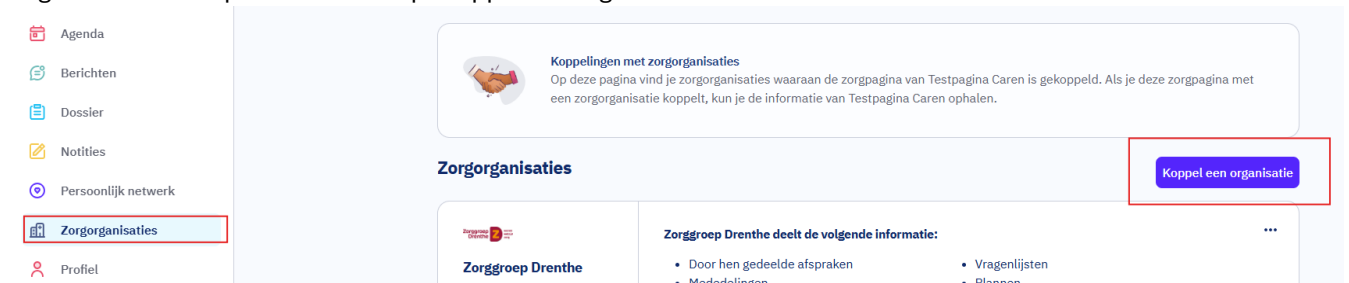 Agenda
Berichten
Dossier
Notities
Persoonlijk netwerk
Zorgorganisaties
Profiel
Koppelingen met zorgorganisaties
Op deze pagina vind je zorgorganisaties waaraan de zorgpagina van Testpagina Caren is gekoppeld. Als je deze zorgpagina met
een zorgorganisatie koppelt, kun je de informatie van Testpagina Caren ophalen.
Zorgorganisaties
Koppel een organisatie
Zorggroep Drenthe
Zorggroep Drenthe
Zorggroep Drenthe deelt de volgende informatie:
• Door hen gedeelde afspraken
• Mededelingen
• Vragenlijsten
• Plannen